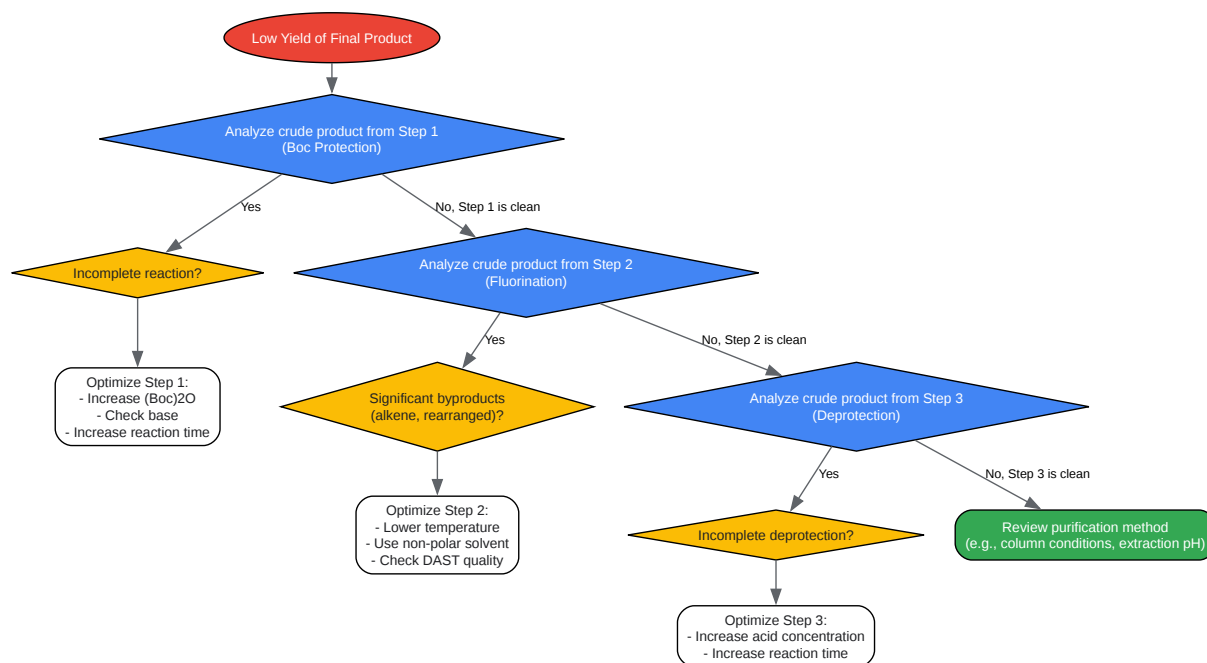 Low Yield of Final Product
Analyze crude product from Step 1
(Boc Protection)
Yes
No, Step 1 is clean
Incomplete reaction?
Analyze crude product from Step 2
(Fluorination)
Yes
No, Step 2 is clean
Optimize Step 1:
- Increase (Boc)2O
- Check base
- Increase reaction time
Significant byproducts
(alkene, rearranged)?
Analyze crude product from Step 3
(Deprotection)
Yes
No, Step 3 is clean
Optimize Step 2:
- Lower temperature
- Use non-polar solvent
- Check DAST quality
Incomplete deprotection?
Review purification method
(e.g., column conditions, extraction pH)
Optimize Step 3:
- Increase acid concentration
- Increase reaction time